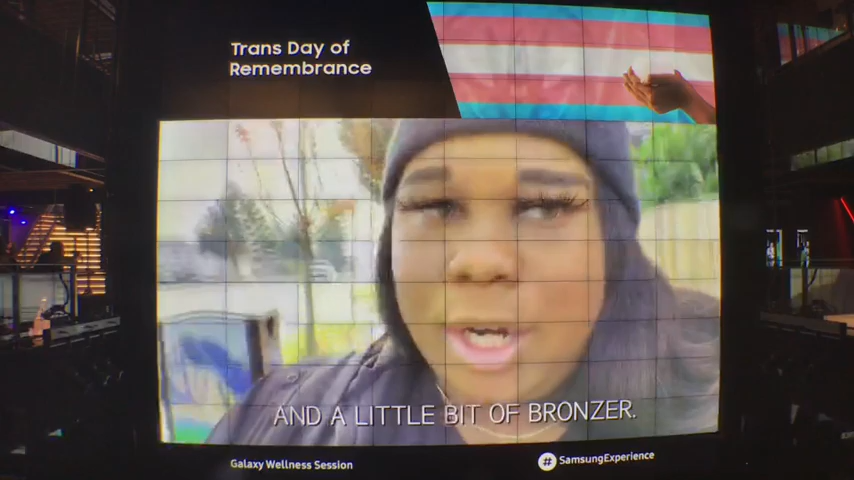 Trans Day of
Remembrance
AND A LITTLE BIT OF BRONZER.
Galaxy Wellness Session
# SamsungExperience